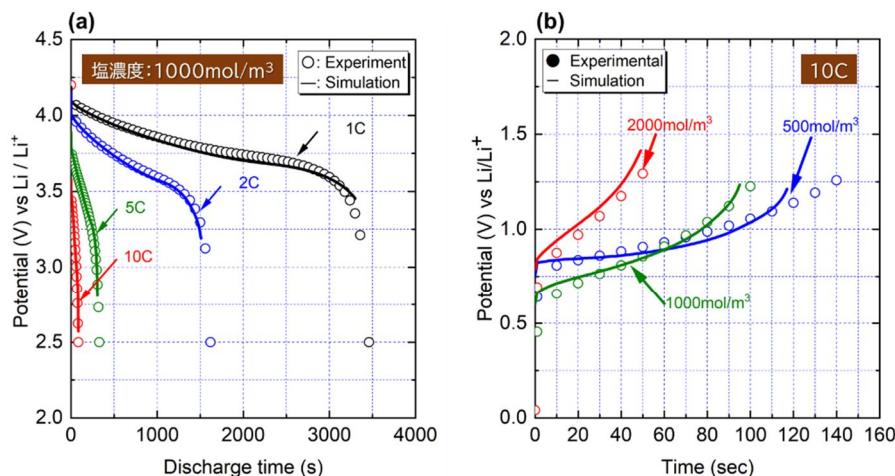 (a)
塩濃度：1000mol/m³
○: Experiment
—: Simulation
1C
2C
5C
10C
4.5
4.0
3.5
3.0
2.5
2.0
Potential (V) vs Li / Li⁺
0
1000
2000
3000
4000
Discharge time (s)
(b)
● Experimental
— Simulation
10C
2000mol/m³
500mol/m³
1000mol/m³
2.0
1.5
1.0
0.5
0.0
Potential (V) vs Li/Li⁺
0
20
40
60
80
100
120
140
160
Time (sec)